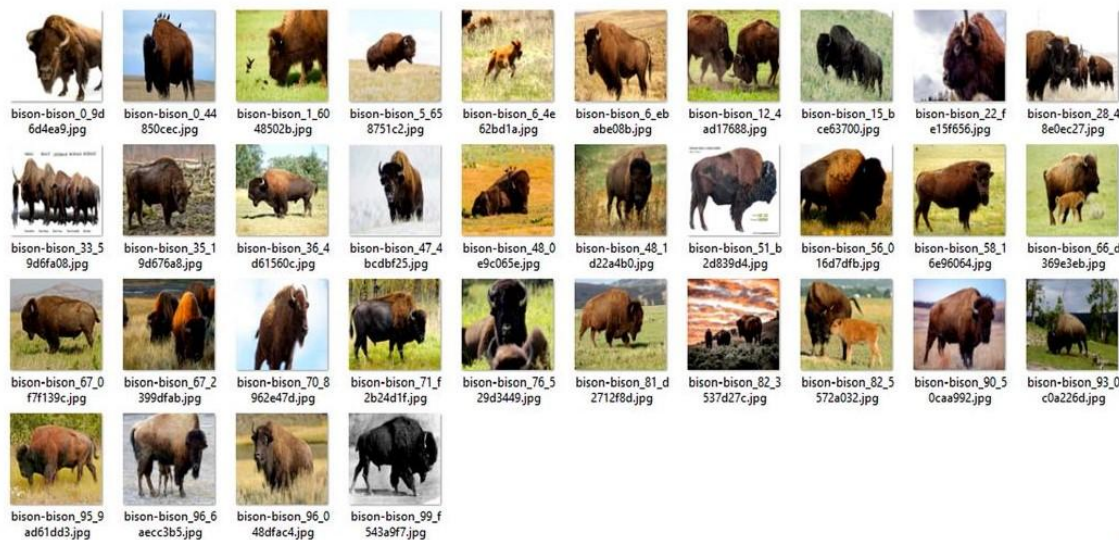 bison-bison_0_9d
6d4ea9.jpg
bison-bison_0_44
850cec.jpg
bison-bison_1_60
48502b.jpg
bison-bison_5_65
8751c2.jpg
bison-bison_6_4e
62bd1a.jpg
bison-bison_6_eb
abe08b.jpg
bison-bison_12_4
ad17688.jpg
bison-bison_15_b
ce63700.jpg
bison-bison_22_f
e15f656.jpg
bison-bison_28_4
8e0ec27.jpg
bison-bison_33_5
9d6fa08.jpg
bison-bison_35_1
9d676a8.jpg
bison-bison_36_4
d61560c.jpg
bison-bison_47_4
bcdbf25.jpg
bison-bison_48_0
e9c065e.jpg
bison-bison_48_1
d22a4b0.jpg
bison-bison_51_b
2d839d4.jpg
bison-bison_56_0
16d7dfb.jpg
bison-bison_58_1
6e96064.jpg
bison-bison_66_d
369e3eb.jpg
bison-bison_67_0
f7f139c.jpg
bison-bison_67_2
399dfab.jpg
bison-bison_70_8
962e47d.jpg
bison-bison_71_f
2b24d1f.jpg
bison-bison_76_5
29d3449.jpg
bison-bison_81_d
2712f8d.jpg
bison-bison_82_3
537d27c.jpg
bison-bison_82_5
572a032.jpg
bison-bison_90_5
0caa992.jpg
bison-bison_93_0
c0a226d.jpg
bison-bison_95_9
ad61dd3.jpg
bison-bison_96_6
aecc3b5.jpg
bison-bison_96_0
48dfac4.jpg
bison-bison_99_f
543a9f7.jpg